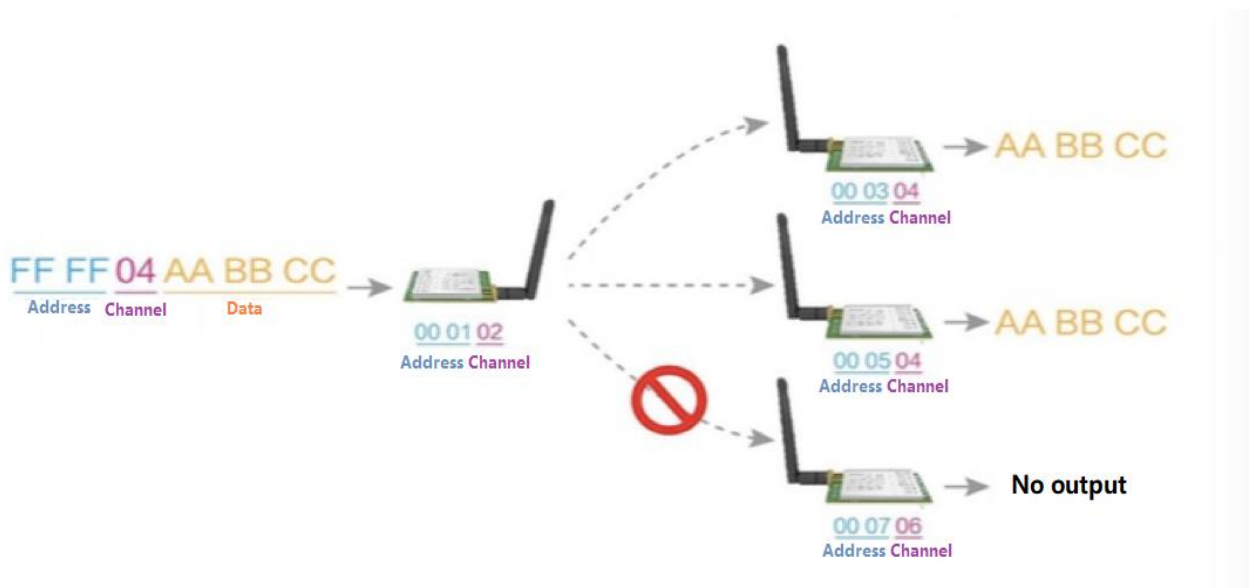 AA BB CC
00 03 04
Address Channel
FF FF 04 AA BB CC
Address Channel Data
00 01 02
Address Channel
AA BB CC
00 05 04
Address Channel
No output
00 07 06
Address Channel